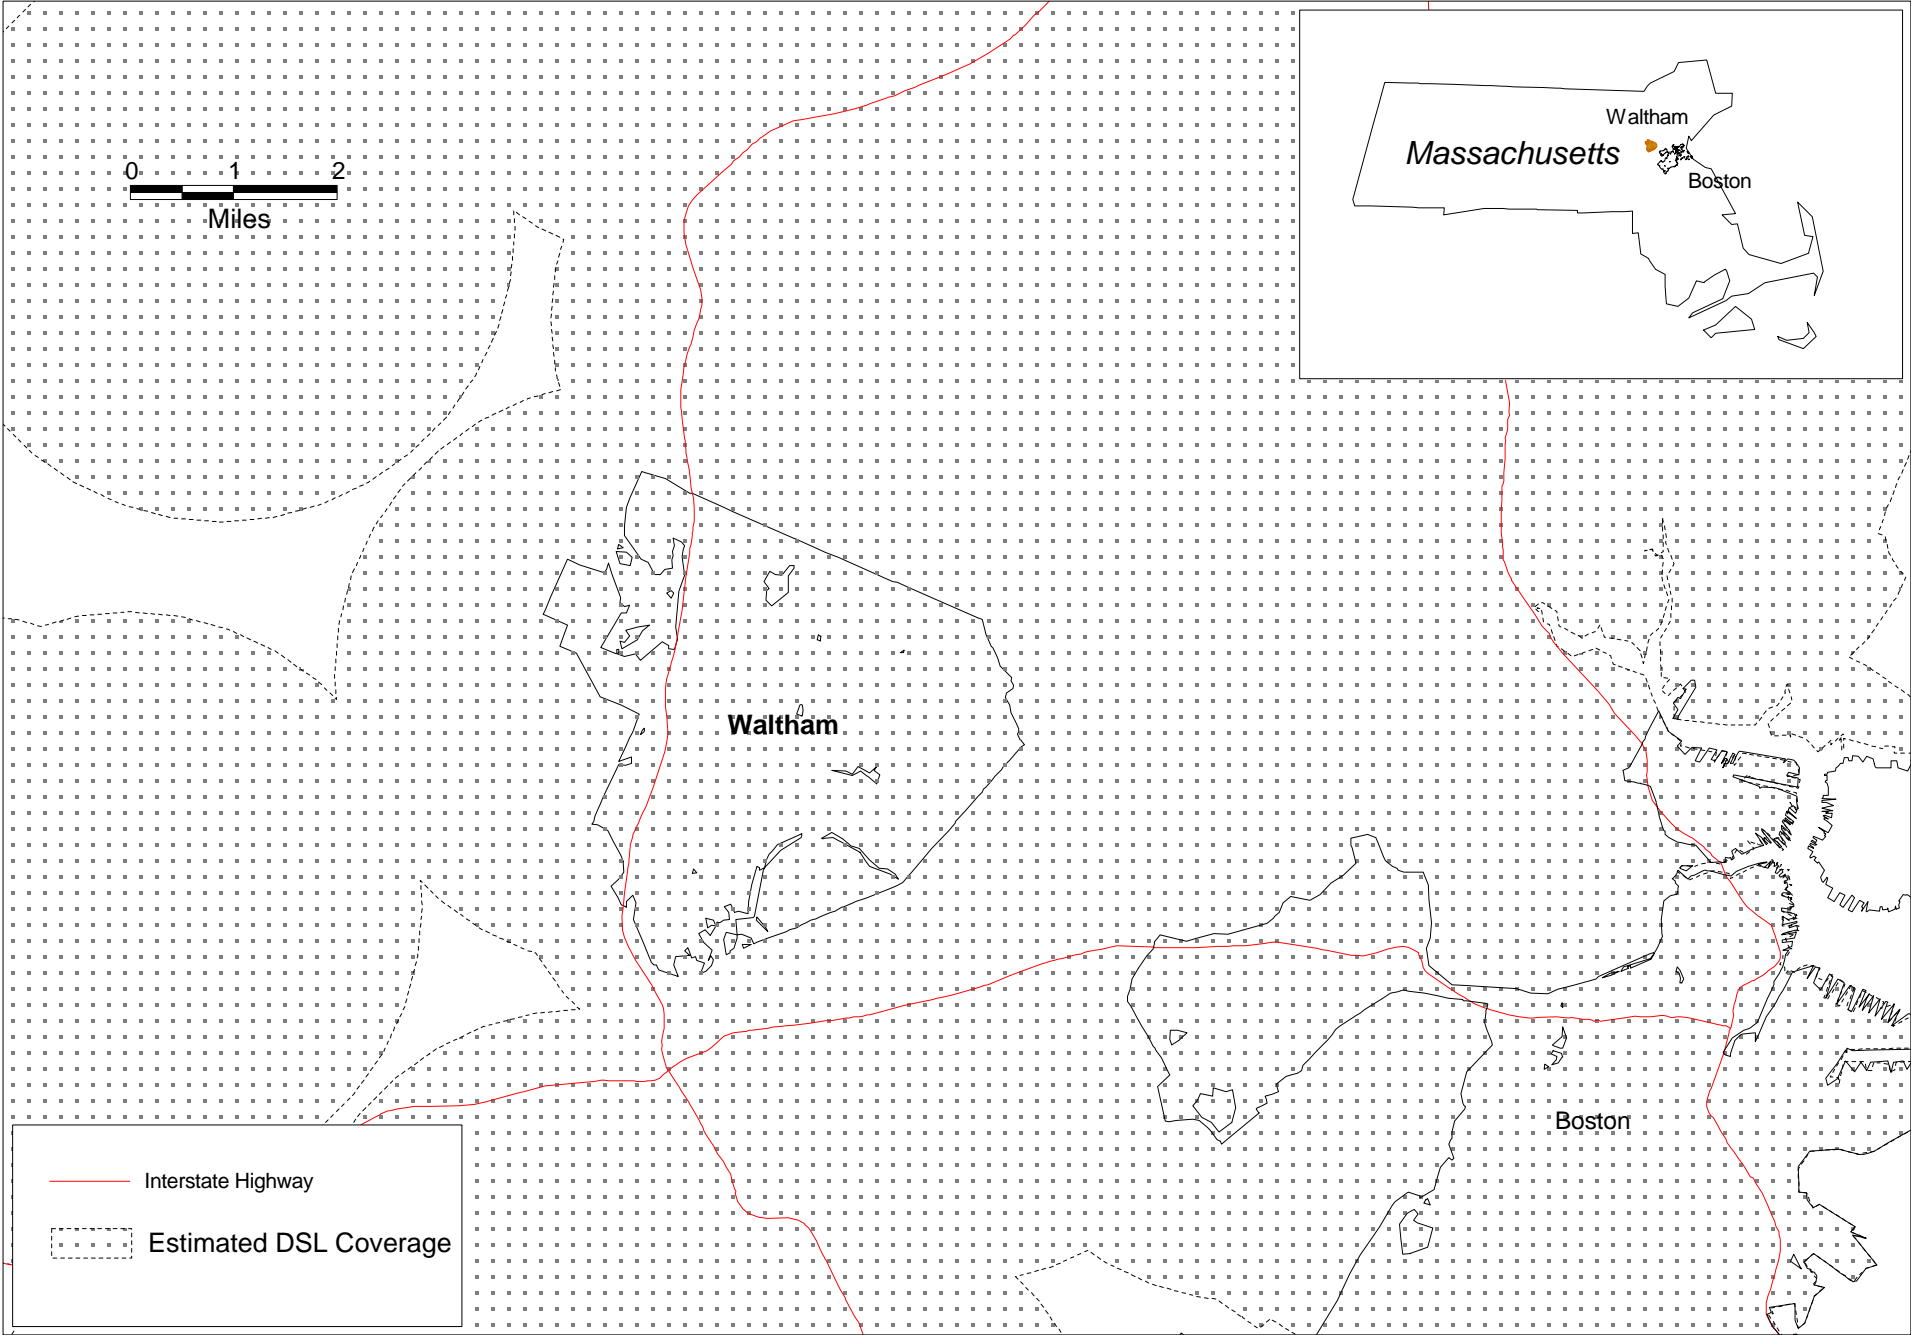 0 1 2
Miles
Waltham
Massachusetts
Boston
Waltham
Boston
Interstate Highway
Estimated DSL Coverage